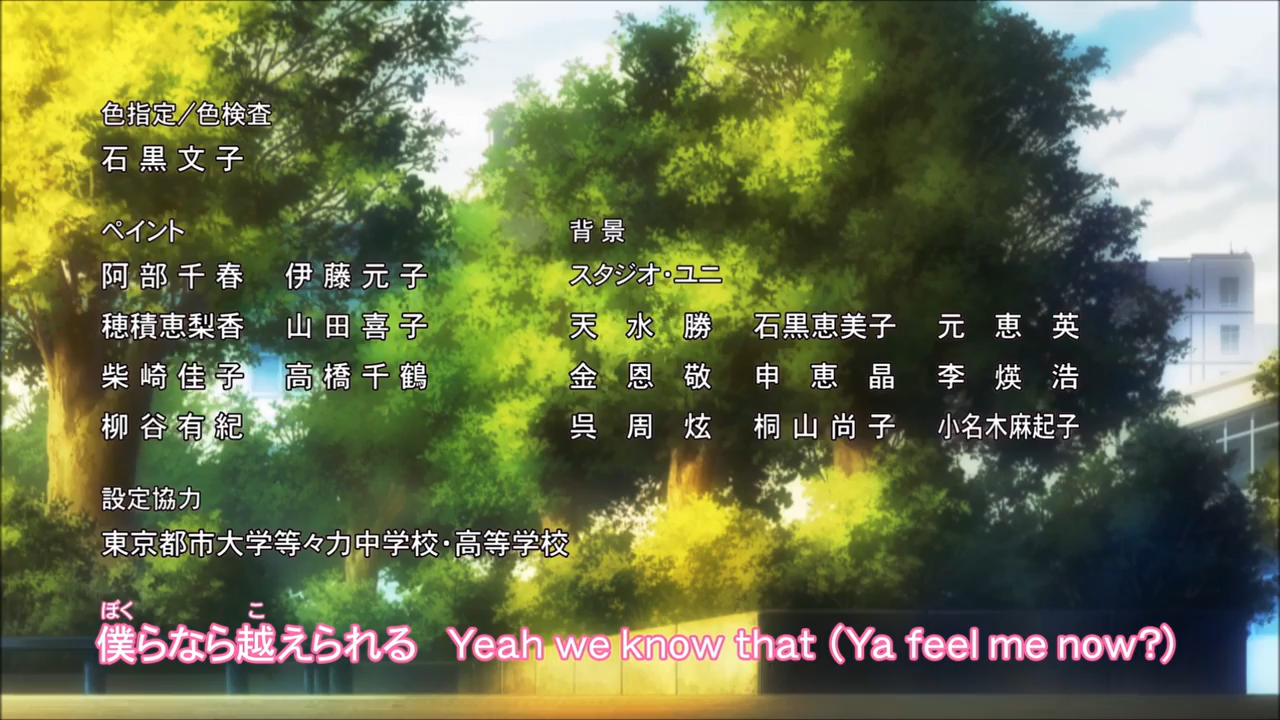 色指定／色検査
石黒文子
ペイント
阿部千春　伊藤元子
穂積恵梨香　山田喜子
柴崎佳子　高橋千鶴
柳谷有紀
背景
スタジオ・ユニ
天水勝　石黒恵美子　元恵英
金恩敬　申恵晶　李煐浩
呉周炫　桐山尚子　小名木麻起子
設定協力
東京都市大学等々力中学校・高等学校
ぼく　こ
僕らなら越えられる　Yeah we know that（Ya feel me now?）